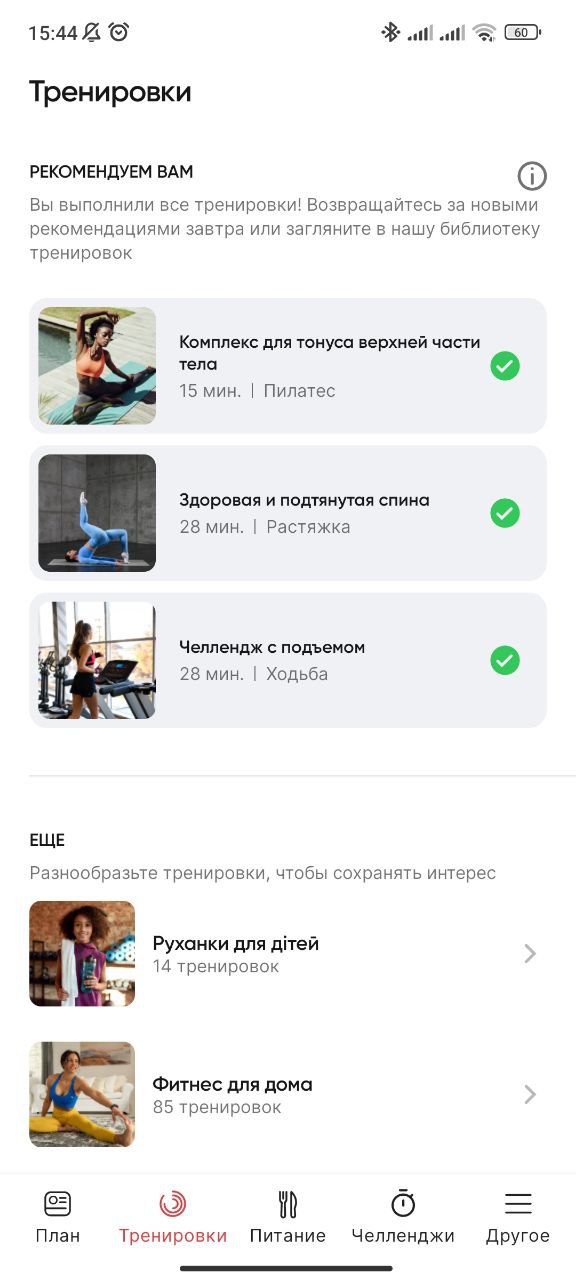 15:44
60
Тренировки
РЕКОМЕНДУЕМ ВАМ
Вы выполнили все тренировки! Возвращайтесь за новыми
рекомендациями завтра или загляните в нашу библиотеку
тренировок
Комплекс для тонуса верхней части
тела
15 мин. | Пилатес
Здоровая и подтянутая спина
28 мин. | Растяжка
Челлендж с подъемом
28 мин. | Ходьба
ЕЩЕ
Разнообразьте тренировки, чтобы сохранять интерес
Руханки для дітей
14 тренировок
Фитнес для дома
85 тренировок
План
Тренировки
Питание
Челленджи
Другое